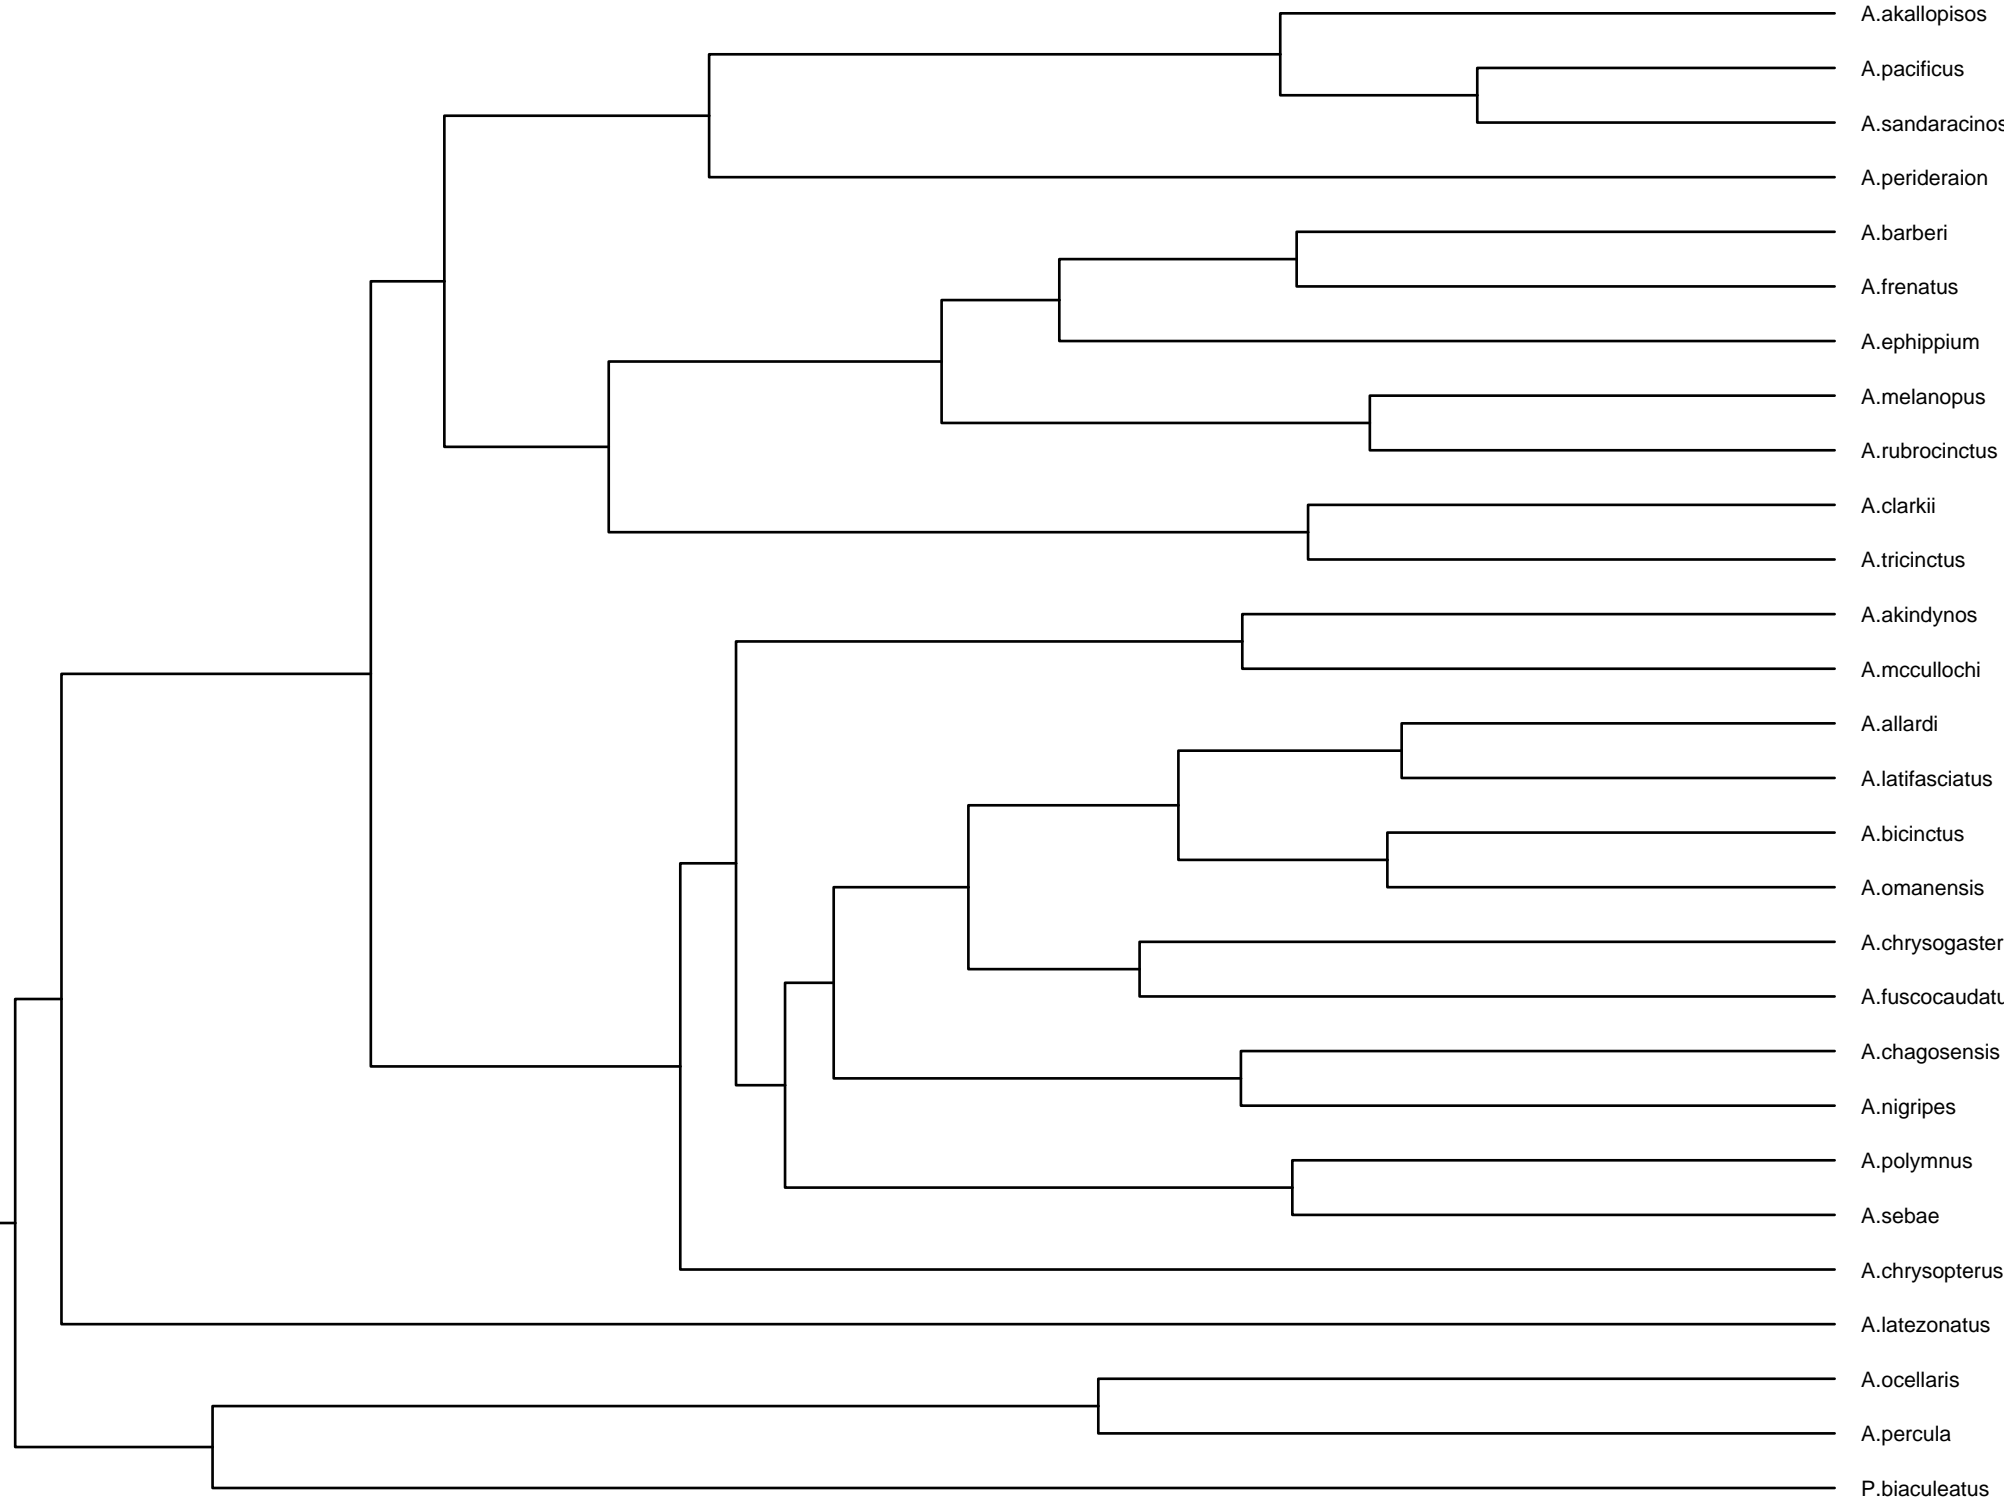 A.akallopisos
A.pacificus
A.sandaracinos
A.perideraion
A.barberi
A.frenatus
A.ephippium
A.melanopus
A.rubrocinctus
A.clarkii
A.tricinctus
A.akindynos
A.mccullochi
A.allardi
A.latifasciatus
A.bicinctus
A.omanensis
A.chrysogaster
A.fuscocaudatu
A.chagosensis
A.nigripes
A.polymnus
A.sebae
A.chrysopterus
A.latezonatus
A.ocellaris
A.percula
P.biaculeatus